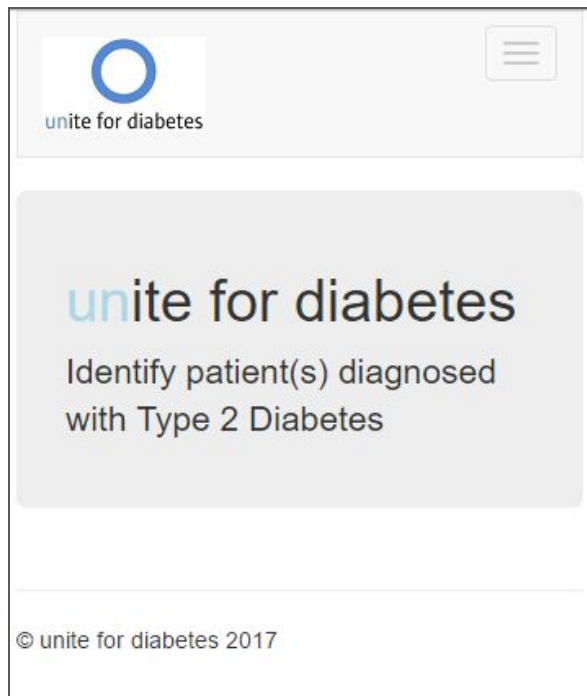 unite for diabetes
unite for diabetes
Identify patient(s) diagnosed
with Type 2 Diabetes
© unite for diabetes 2017